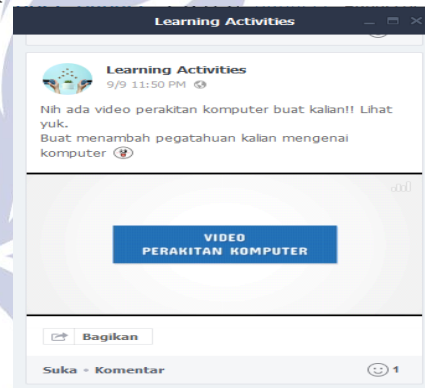 Learning Activities
Learning Activities
9/9 11:50 PM
Nih ada video perakitan komputer buat kalian!! Lihat
yuk.
Buat menambah pegatahuan kalian mengenai
komputer
VIDEO
PERAKITAN KOMPUTER
Bagikan
Suka • Komentar
1